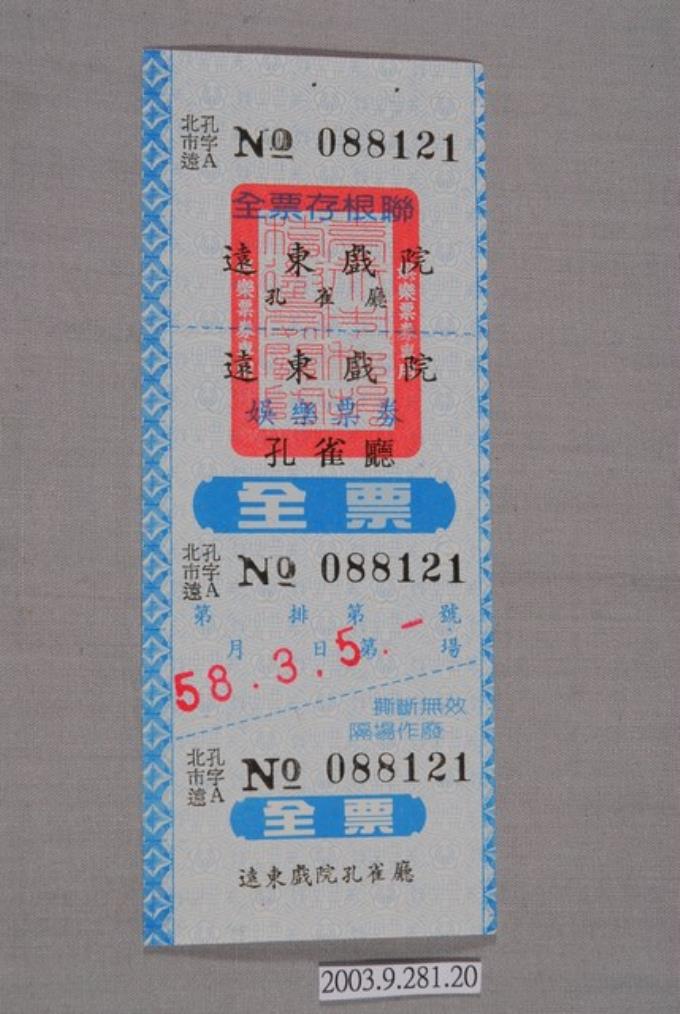 北市遠 孔字A No 088121
全票存根聯
遠東戲院
孔雀廳
遠東戲院
娛樂票券
孔雀廳
全票
北市遠 孔字A No 088121
第 排 第 號
月 日 第 場
58.3.5.-
撕斷無效
隔場作廢
北市遠 孔字A No 088121
全票
遠東戲院孔雀廳
2003.9.281.20